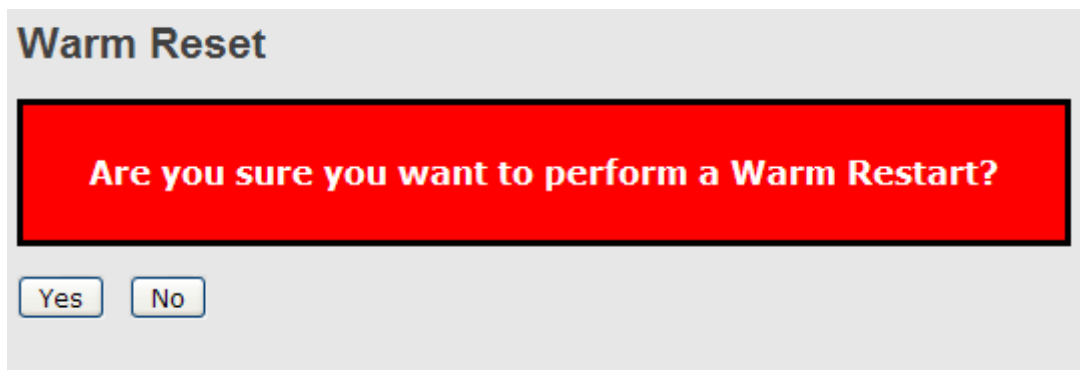 Warm Reset
Are you sure you want to perform a Warm Restart?
Yes No